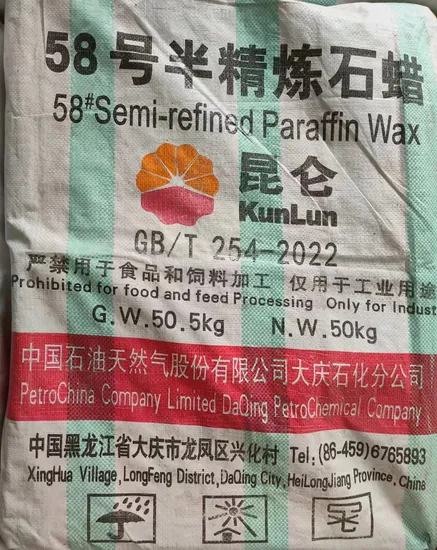 58号半精炼石蜡
58#Semi-refined Paraffin Wax
昆仑
KunLun
GB/T 254-2022
严禁用于食品和饲料加工 仅用于工业用途
Prohibited for food and feed Processing Only for Indust
G.W.50.5kg N.W.50kg
中国石油天然气股份有限公司大庆石化分公司
PetroChina Company Limited DaQing PetroChemical Company
中国黑龙江省大庆市龙凤区兴化村 Tel:(86-459)6765893
XingHua Village,LongFeng District,DaQing City,HeiLongJiang Province,China